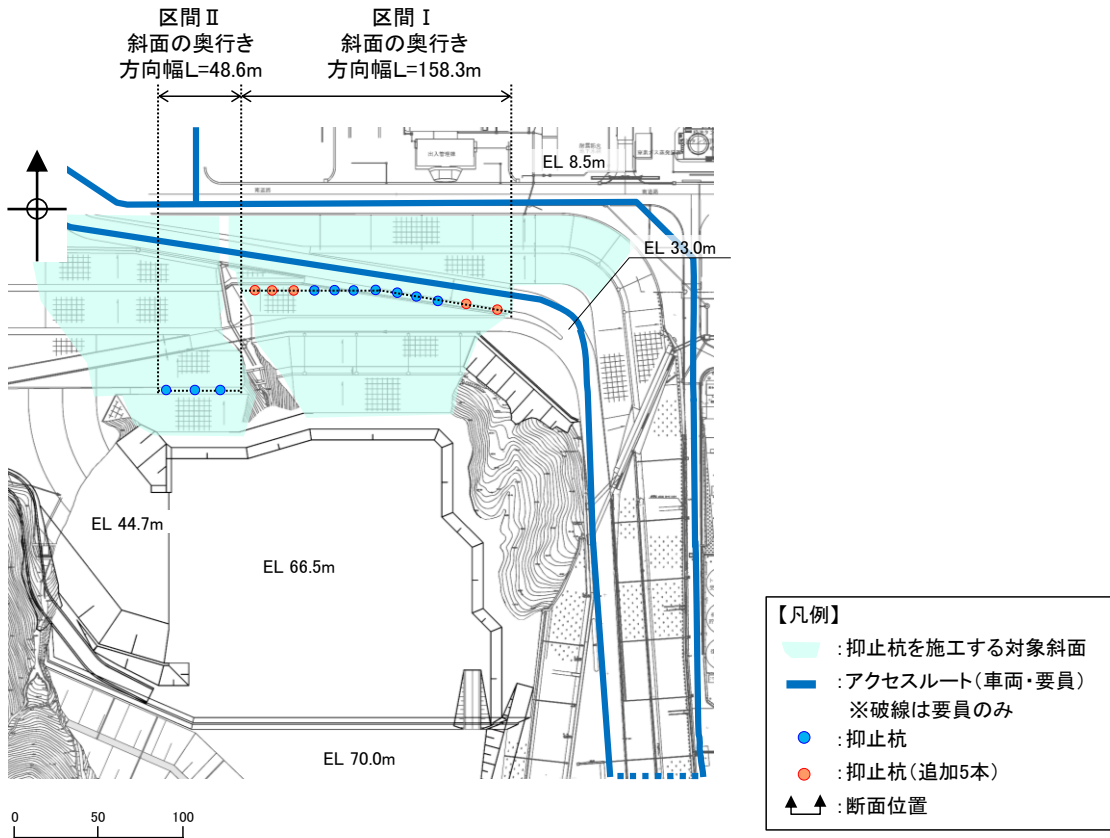 区間Ⅱ
斜面の奥行き
方向幅L=48.6m
区間Ⅰ
斜面の奥行き
方向幅L=158.3m
出入管理棟
EL 8.5m
EL 33.0m
EL 44.7m
EL 66.5m
EL 70.0m
0 50 100
【凡例】
:抑止杭を施工する対象斜面
:アクセスルート(車両・要員)
※破線は要員のみ
:抑止杭
:抑止杭(追加5本)
:断面位置